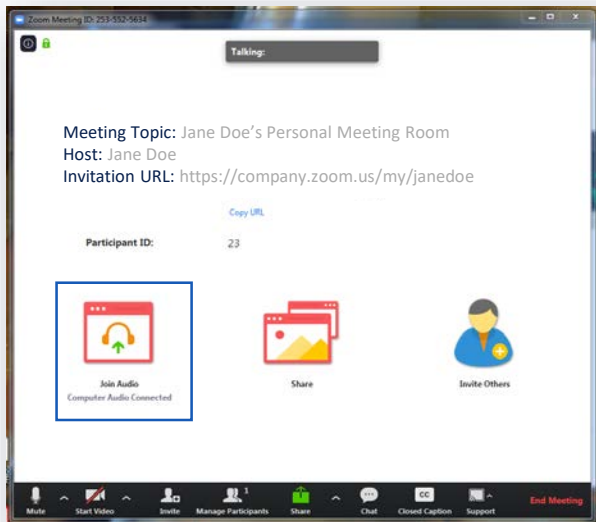 Zoom Meeting ID: 253-552-5634
Talking:
Meeting Topic: Jane Doe's Personal Meeting Room
Host: Jane Doe
Invitation URL: https://company.zoom.us/my/janedoe
Copy URL
Participant ID: 23
Join Audio
Computer Audio Connected
Share
Invite Others
1
Mute
Start Video
Invite
Manage Participants
Share
Chat
CC
Closed Caption
Support
End Meeting